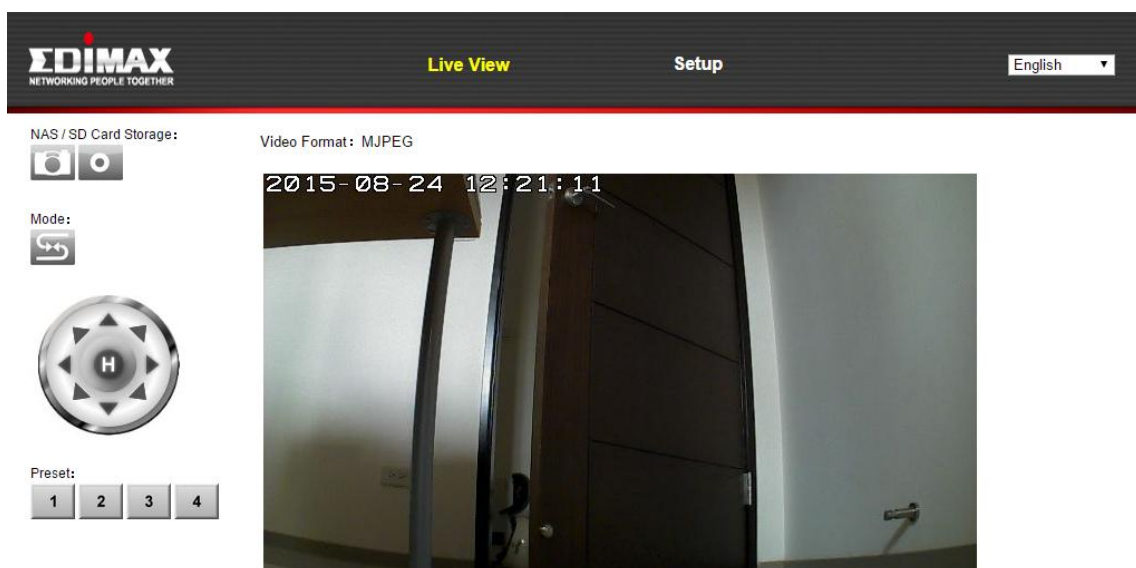 EDIMAX
NETWORKING PEOPLE TOGETHER
Live View
Setup
English
NAS / SD Card Storage:
Video Format: MJPEG
2015-08-24 12:21:11
Mode:
H
Preset:
1 2 3 4